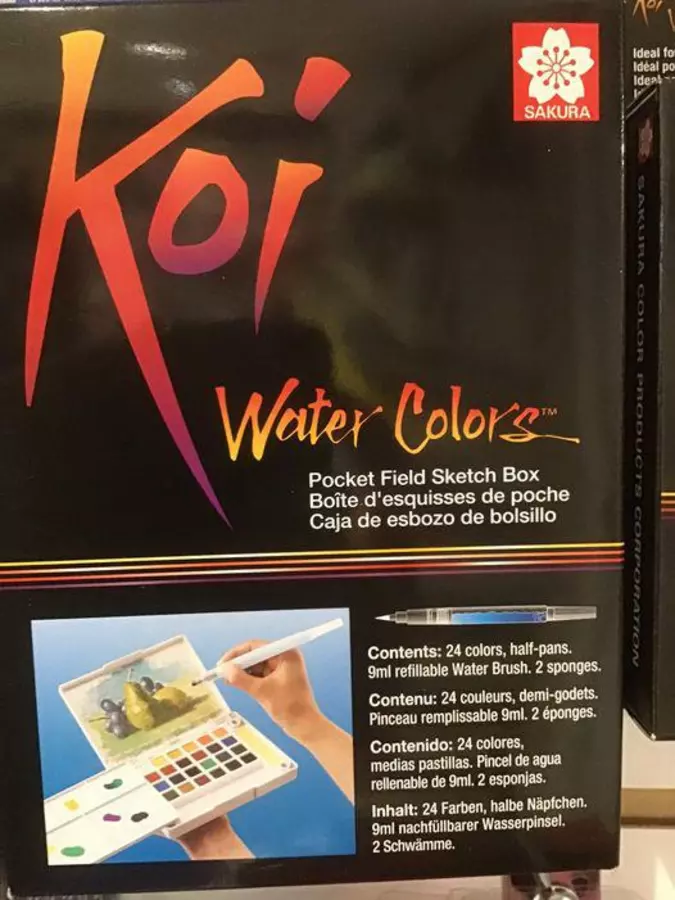 Koi
SAKURA
Water Colors™
Pocket Field Sketch Box
Boîte d'esquisses de poche
Caja de esbozo de bolsillo
Contents: 24 colors, half-pans.
9ml refillable Water Brush. 2 sponges.
Contenu: 24 couleurs, demi-godets.
Pinceau remplissable 9ml. 2 éponges.
Contenido: 24 colores,
medias pastillas. Pincel de agua
rellenable de 9ml. 2 esponjas.
Inhalt: 24 Farben, halbe Näpfchen.
9ml nachfüllbarer Wasserpinsel.
2 Schwämme.
Koi
Ideal
Idéal
SAKURA COLOR PRODUCTS CORPORATION